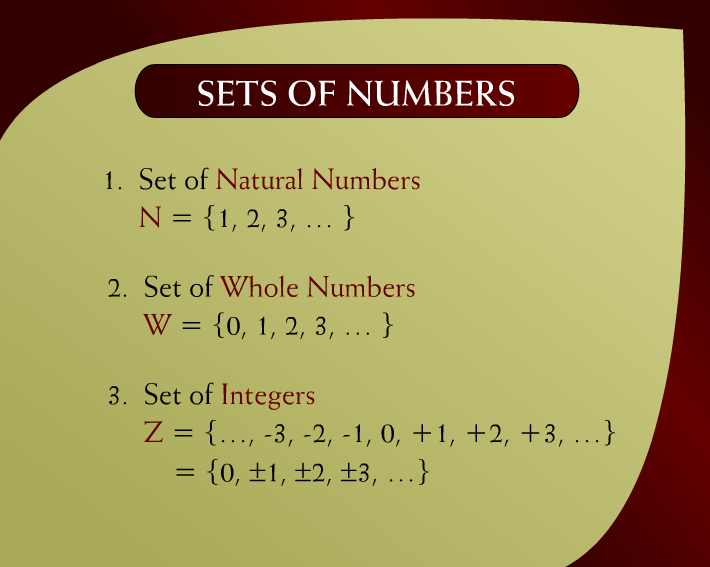 SETS OF NUMBERS
1. Set of Natural Numbers
N = {1, 2, 3, ... }
2. Set of Whole Numbers
W = {0, 1, 2, 3, ... }
3. Set of Integers
Z = {..., -3, -2, -1, 0, +1, +2, +3, ...}
= {0, ±1, ±2, ±3, ...}